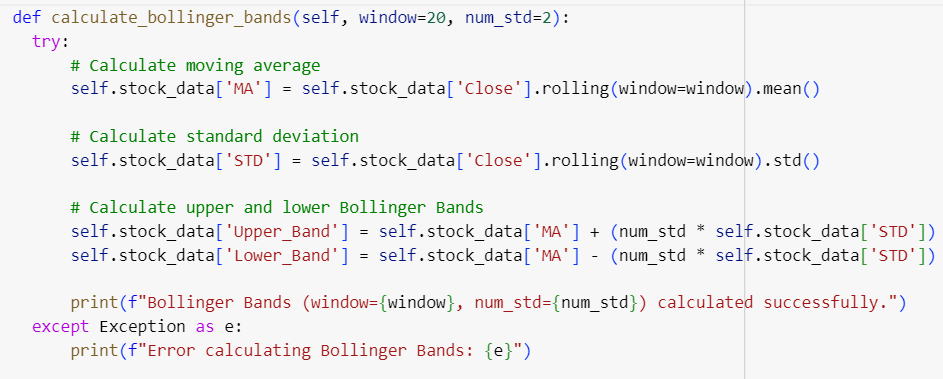 def calculate_bollinger_bands(self, window=20, num_std=2):
  try:
      # Calculate moving average
      self.stock_data['MA'] = self.stock_data['Close'].rolling(window=window).mean()
      # Calculate standard deviation
      self.stock_data['STD'] = self.stock_data['Close'].rolling(window=window).std()
      # Calculate upper and lower Bollinger Bands
      self.stock_data['Upper_Band'] = self.stock_data['MA'] + (num_std * self.stock_data['STD'])
      self.stock_data['Lower_Band'] = self.stock_data['MA'] - (num_std * self.stock_data['STD'])
      print(f"Bollinger Bands (window={window}, num_std={num_std}) calculated successfully.")
  except Exception as e:
      print(f"Error calculating Bollinger Bands: {e}")